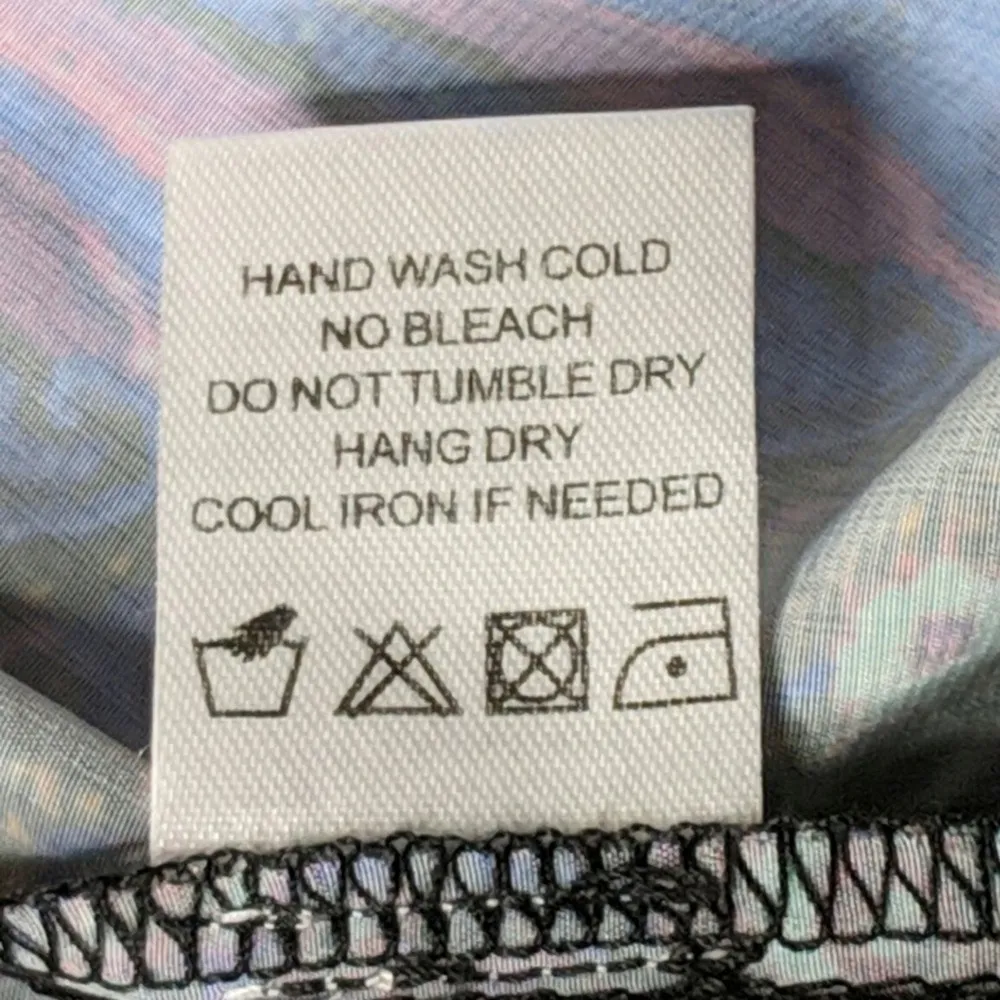 HAND WASH COLD
NO BLEACH
DO NOT TUMBLE DRY
HANG DRY
COOL IRON IF NEEDED